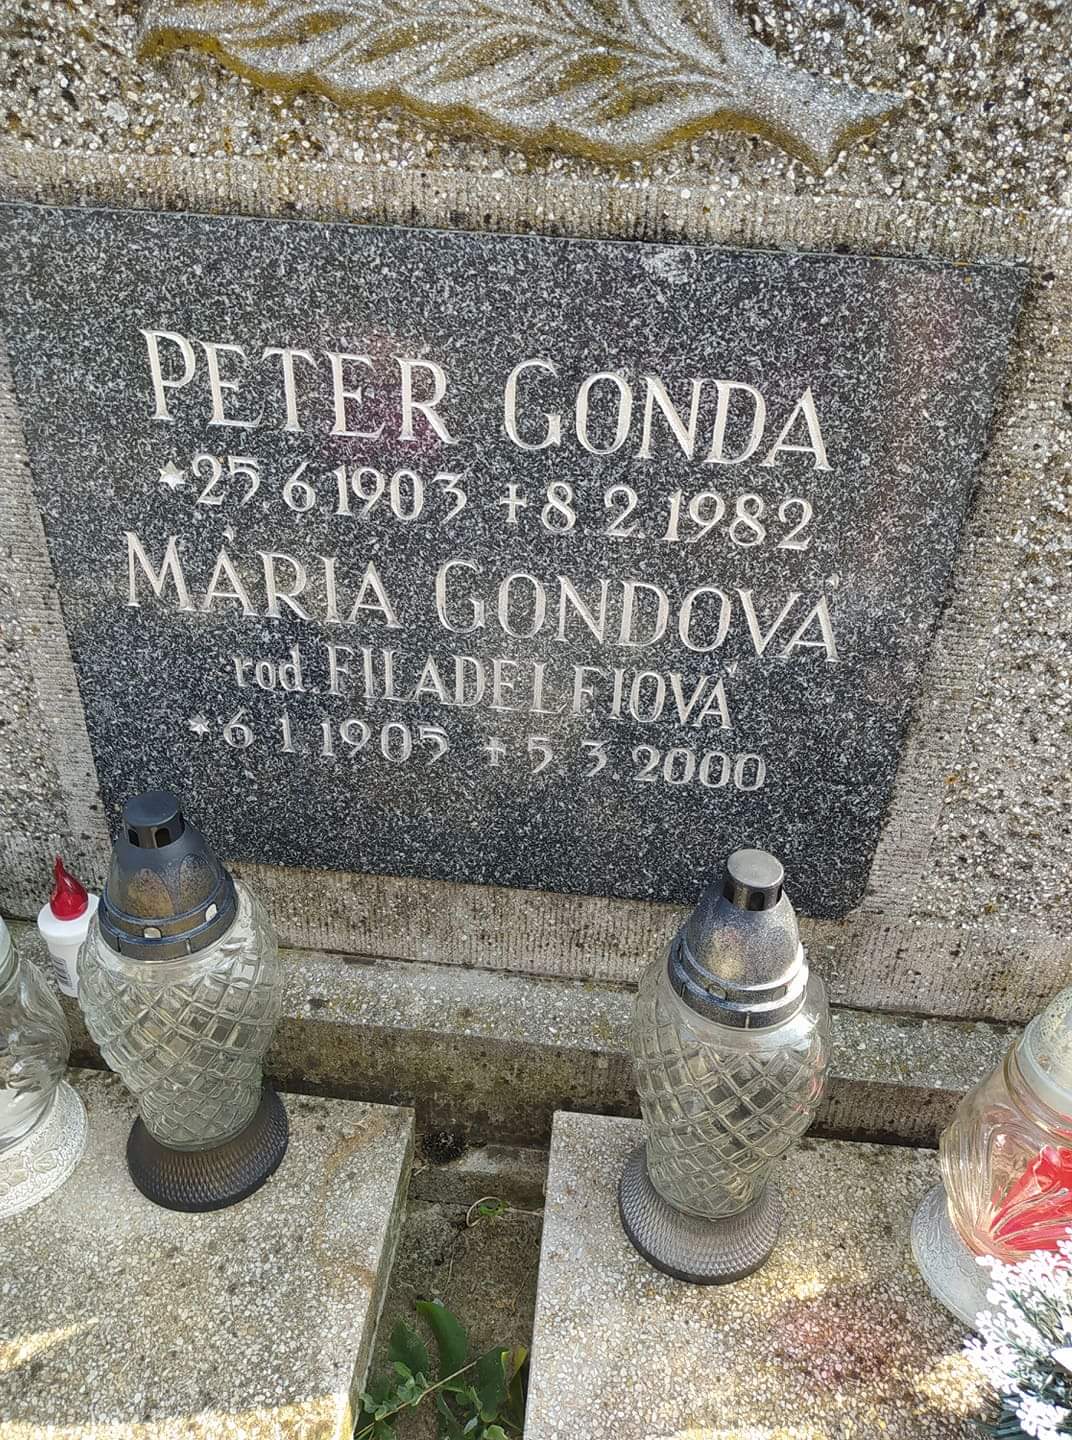 PETER GONDA
*25.6.1903 +8.2.1982
MÁRIA GONDOVÁ
rod. FILADELFIOVÁ
*6.1.1905 +5.3.2000